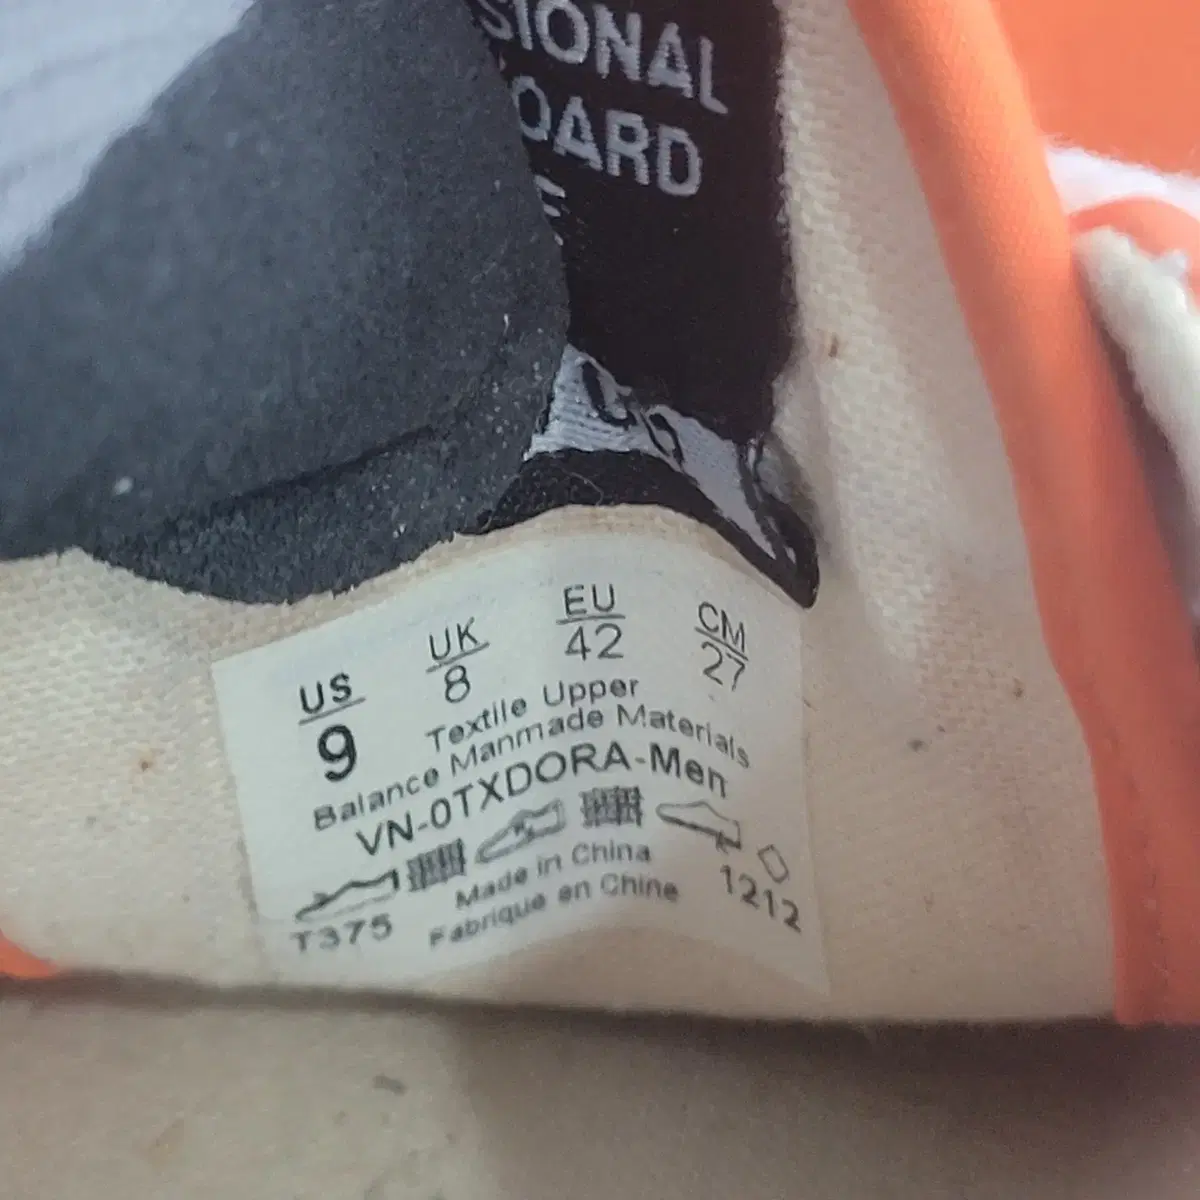 SIONAL
OARD
US UK EU CM
9 8 42 27
Textile Upper
Balance Manmade Materials
VN-0TXDORA-Men
Made in China
T375 Fabrique en Chine 1212